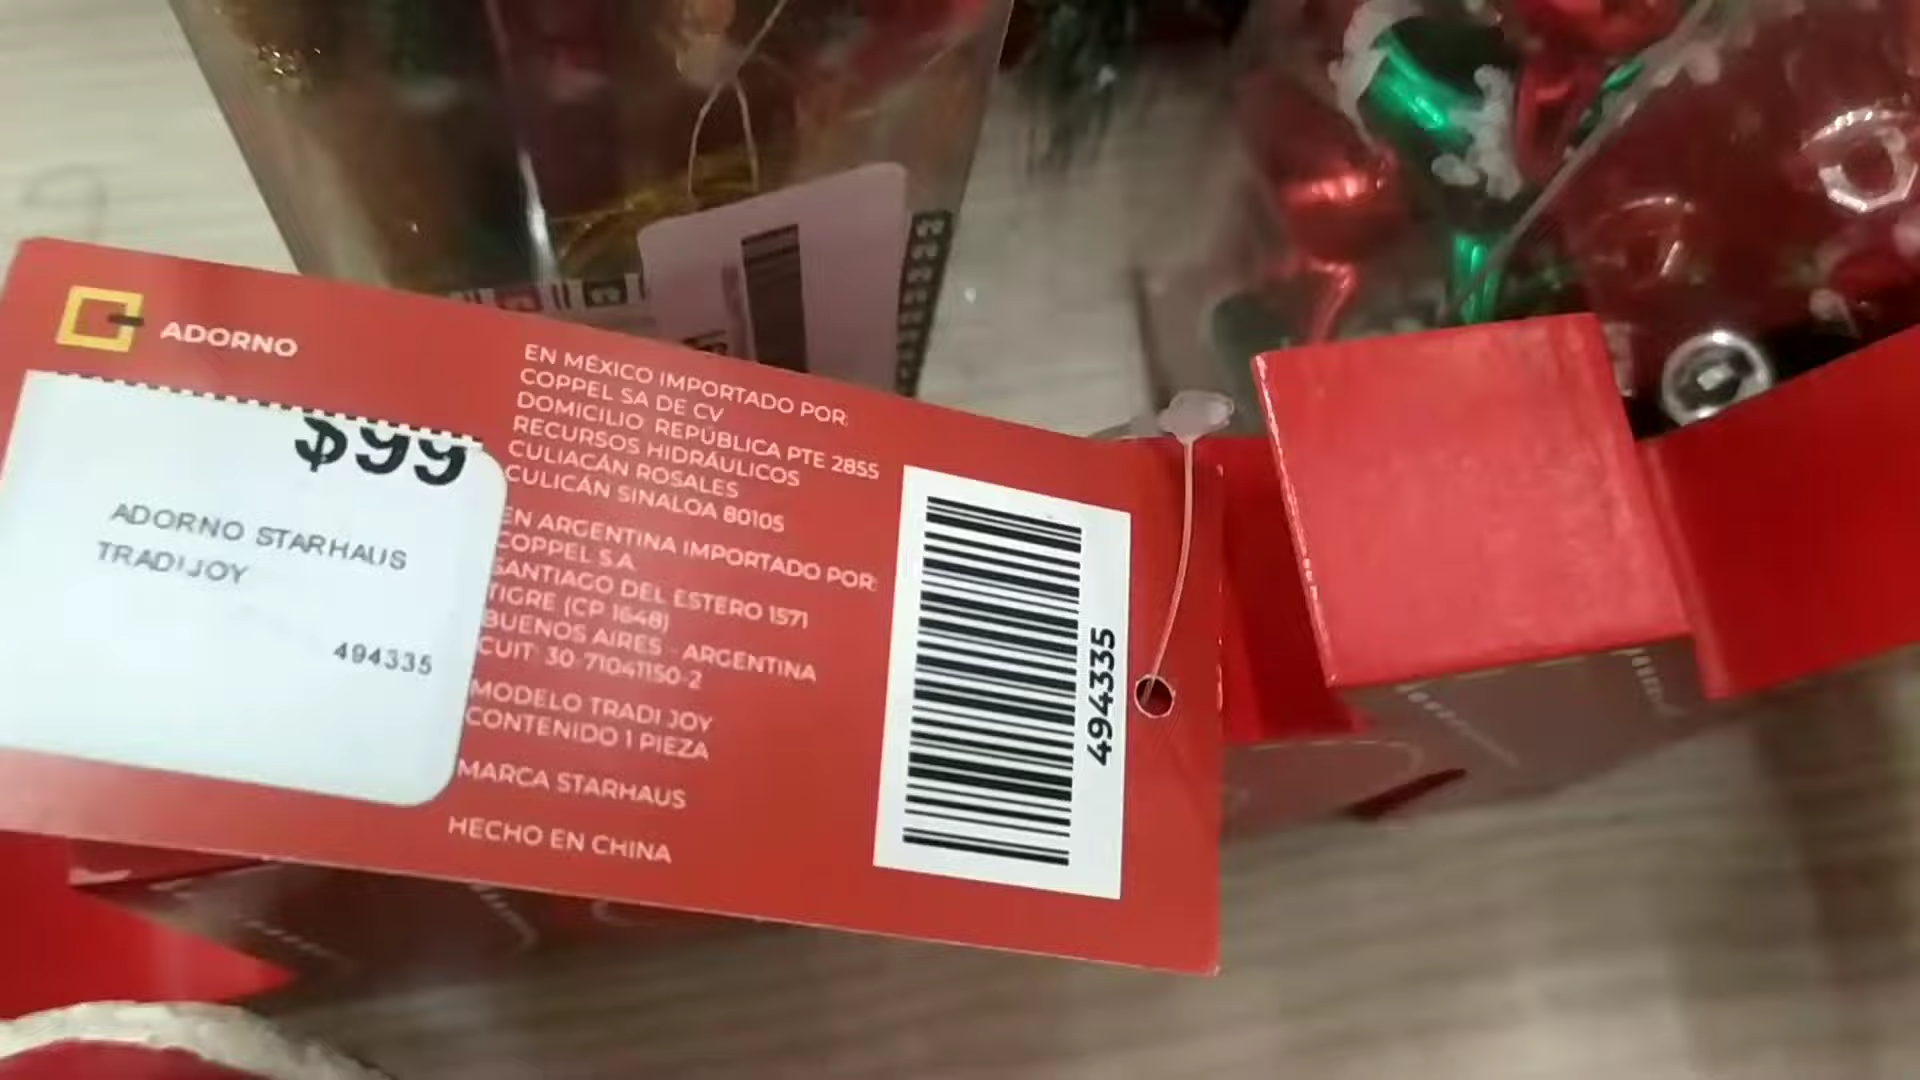 ADORNO
$99
ADORNO STARHAUS
TRADIJOY
494335
EN MÉXICO IMPORTADO POR:
COPPEL SA DE CV
DOMICILIO REPÚBLICA PTE 2855
RECURSOS HIDRÁULICOS
CULIACÁN ROSALES
CULICÁN SINALOA 80105
EN ARGENTINA IMPORTADO POR:
COPPEL S.A.
SANTIAGO DEL ESTERO 1571
TIGRE (CP 1648)
BUENOS AIRES - ARGENTINA
CUIT: 30-71041150-2
MODELO TRADI JOY
CONTENIDO 1 PIEZA
MARCA STARHAUS
HECHO EN CHINA
494335